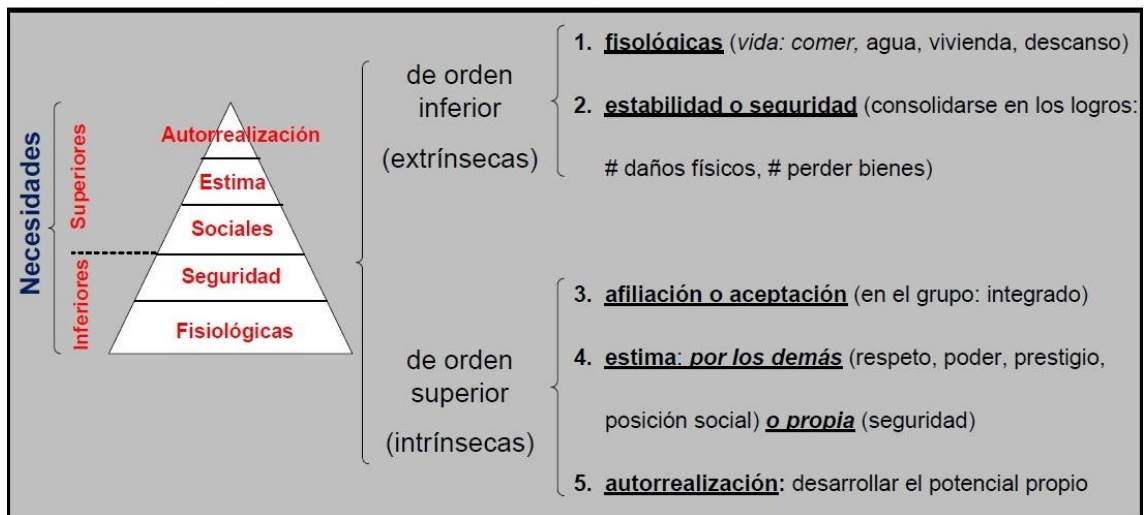 Necesidades
Superiores
Inferiores
Autorrealización
Estima
Sociales
Seguridad
Fisiológicas
de orden
inferior
(extrínsecas)
1. fisológicas (vida: comer, agua, vivienda, descanso)
2. estabilidad o seguridad (consolidarse en los logros:
# daños físicos, # perder bienes)
de orden
superior
(intrínsecas)
3. afiliación o aceptación (en el grupo: integrado)
4. estima: por los demás (respeto, poder, prestigio,
posición social) o propia (seguridad)
5. autorrealización: desarrollar el potencial propio